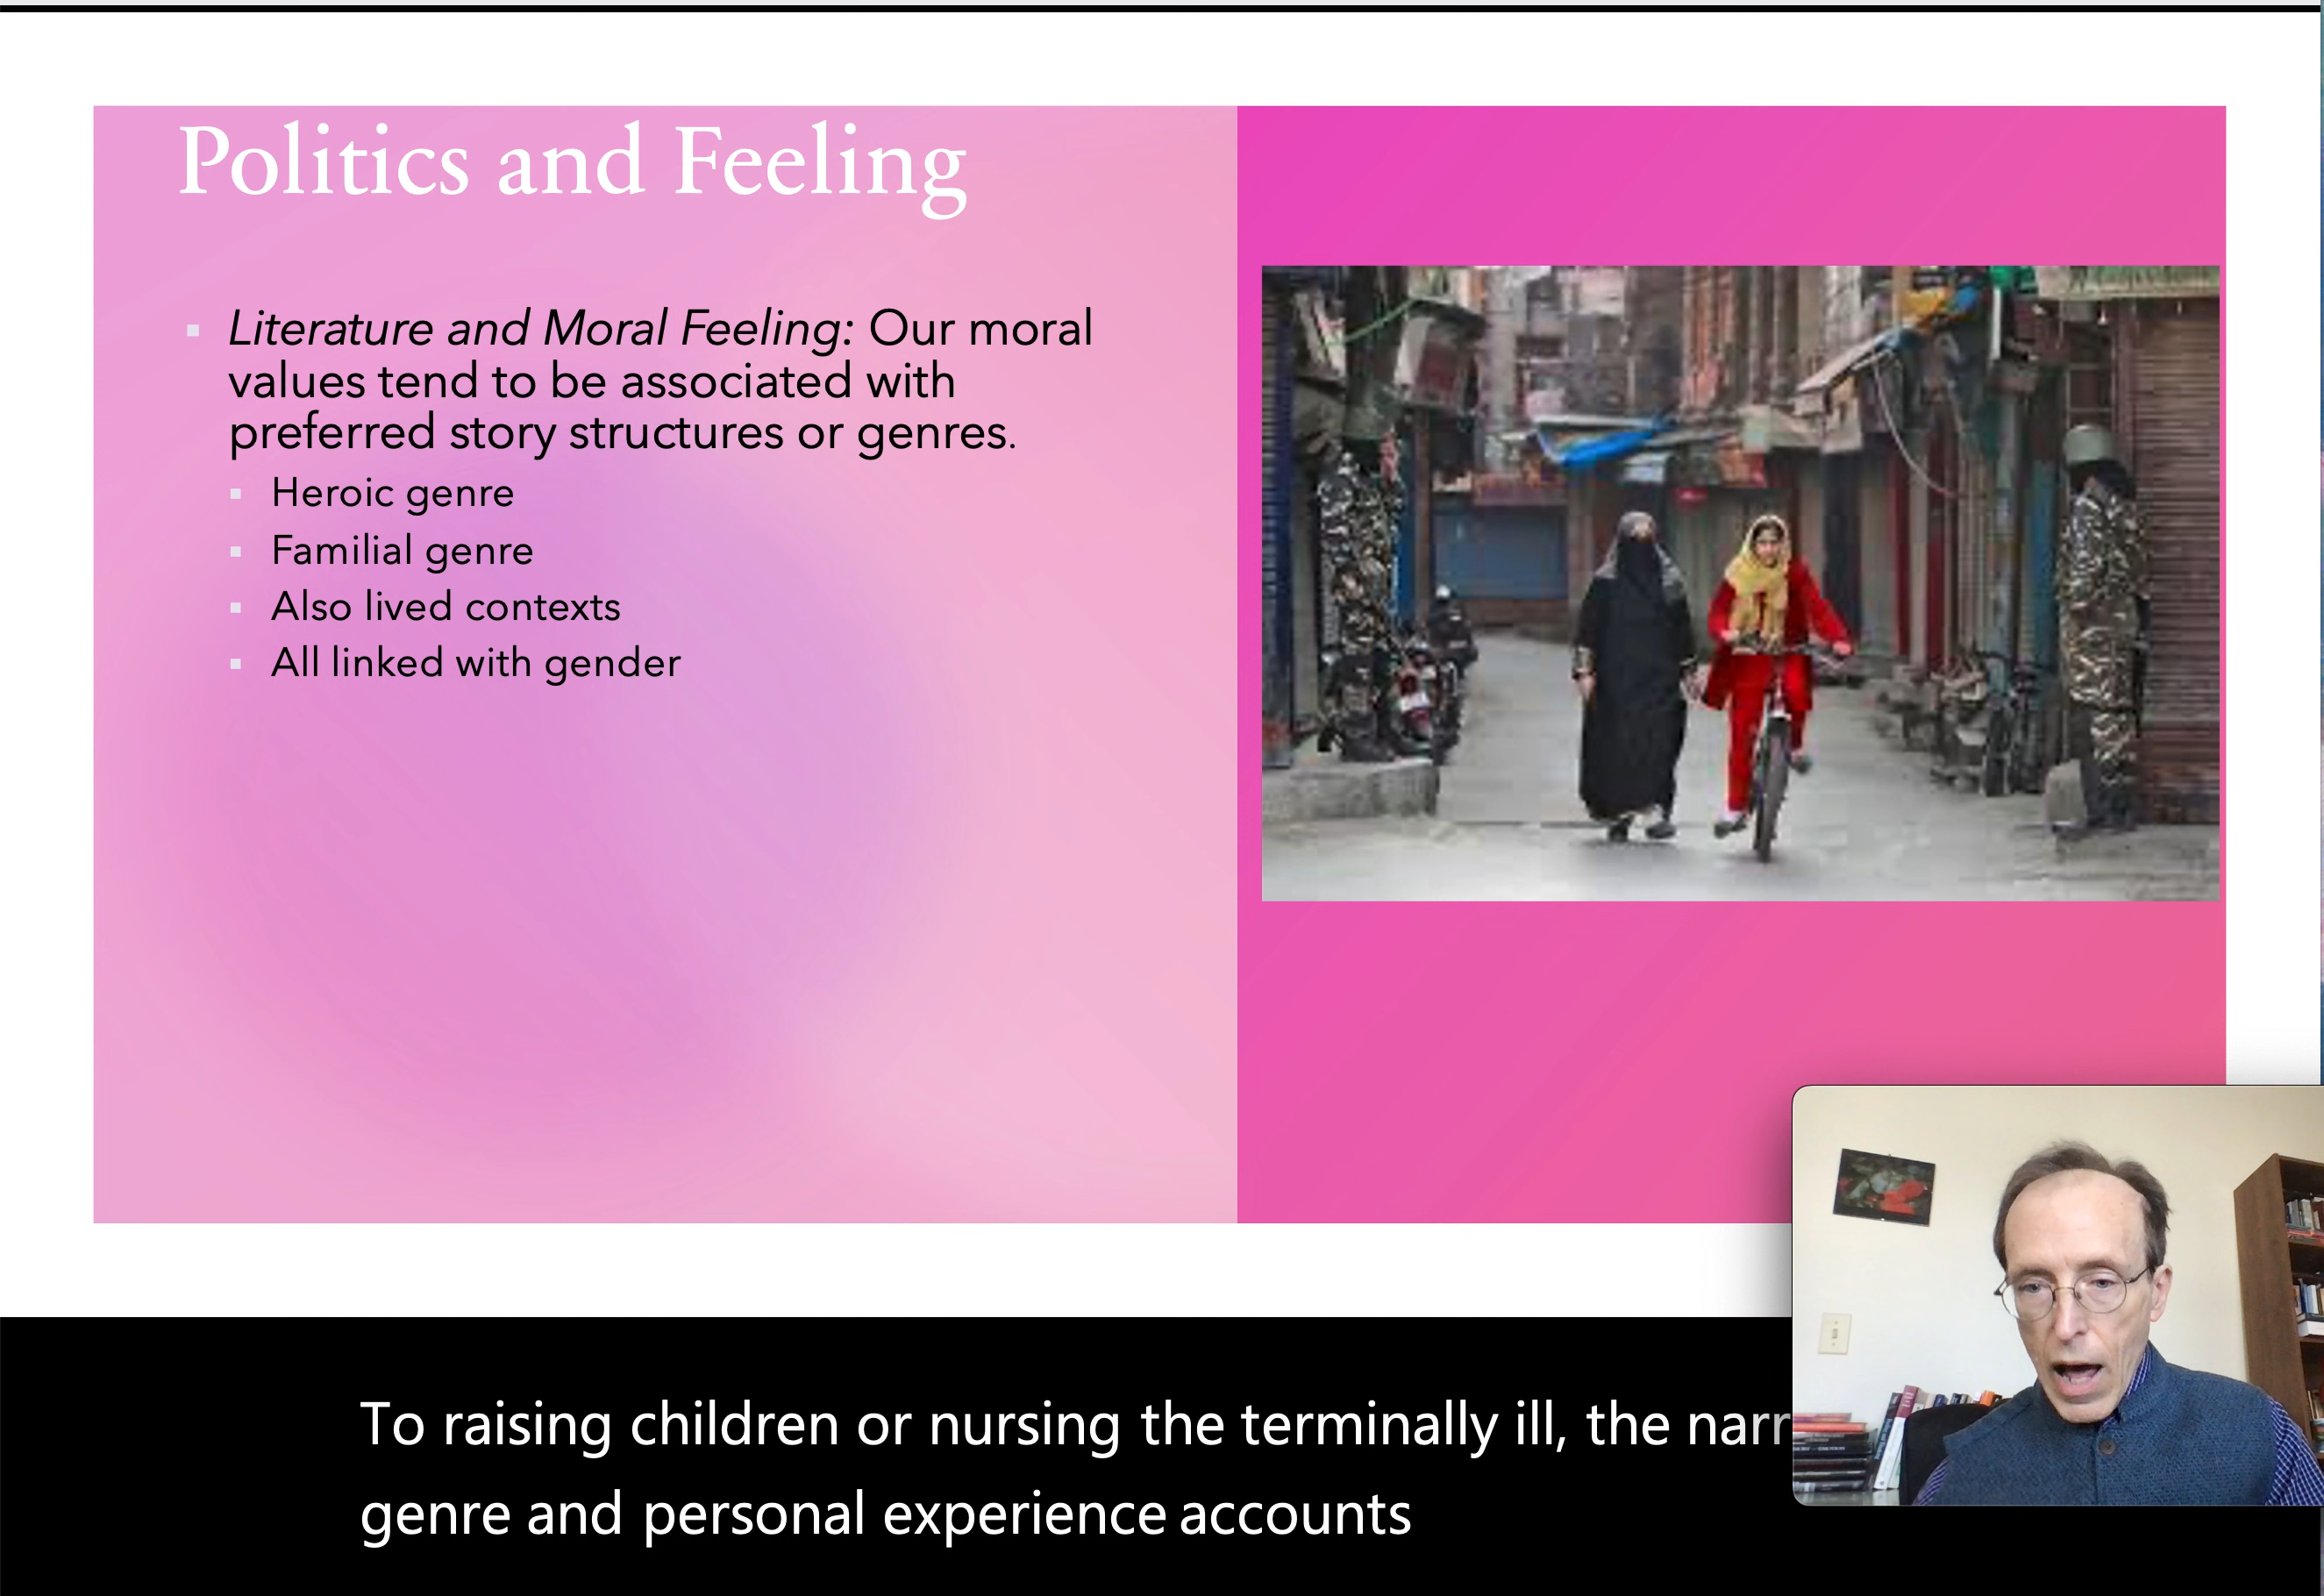 Politics and Feeling
Literature and Moral Feeling: Our moral
values tend to be associated with
preferred story structures or genres.
Heroic genre
Familial genre
Also lived contexts
All linked with gender
To raising children or nursing the terminally ill, the narr
genre and personal experience accounts